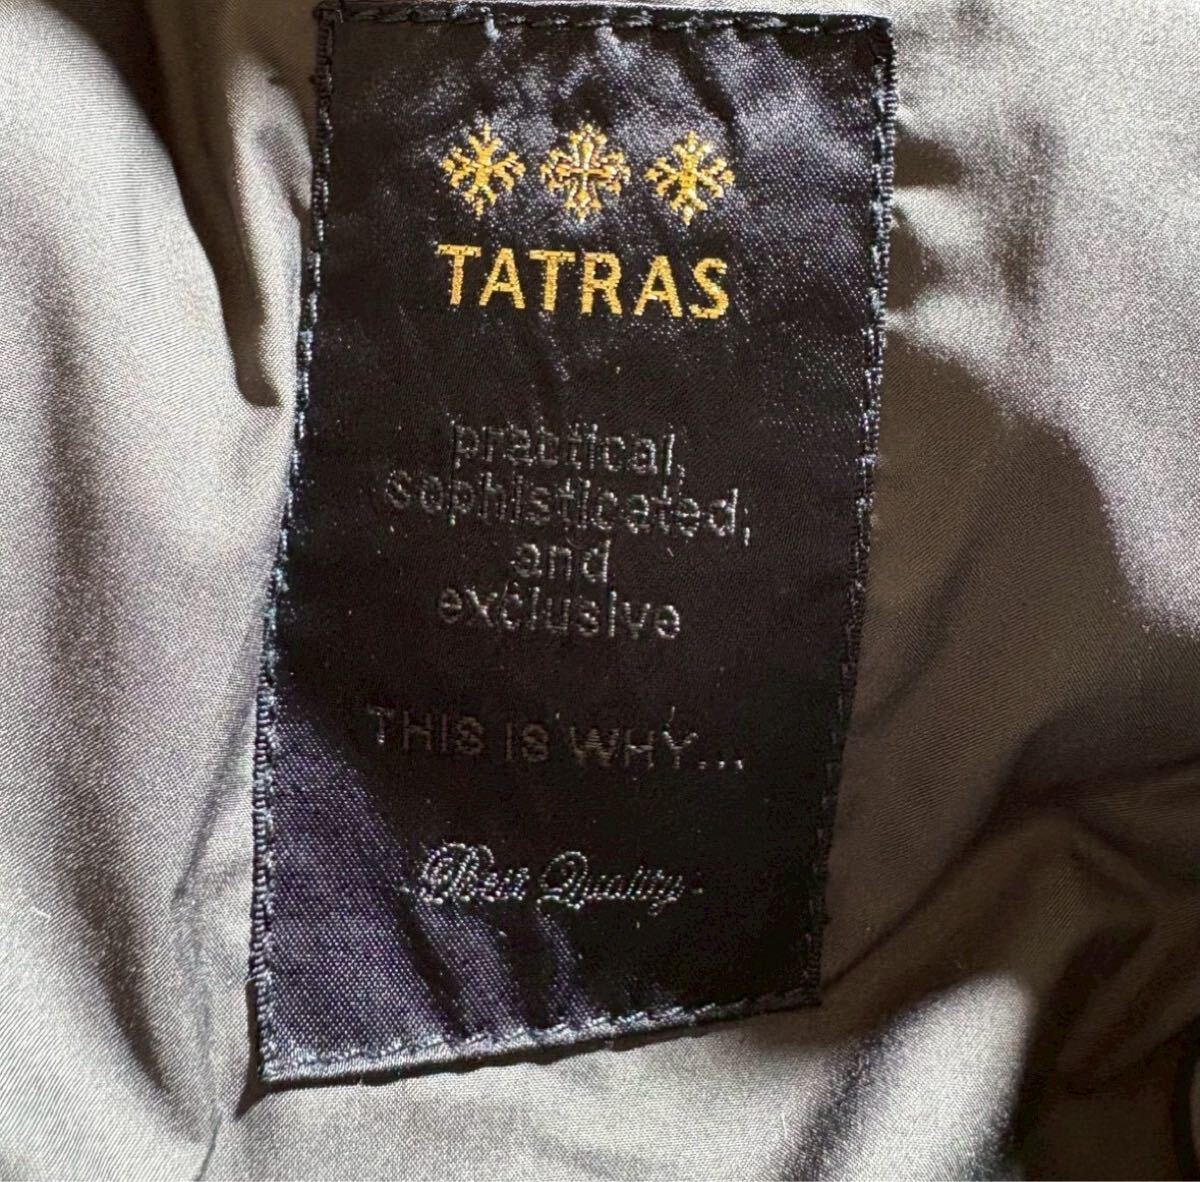 TATRAS
practical,
sophisticated,
and
exclusive
THIS IS WHY...
- Best Quality -